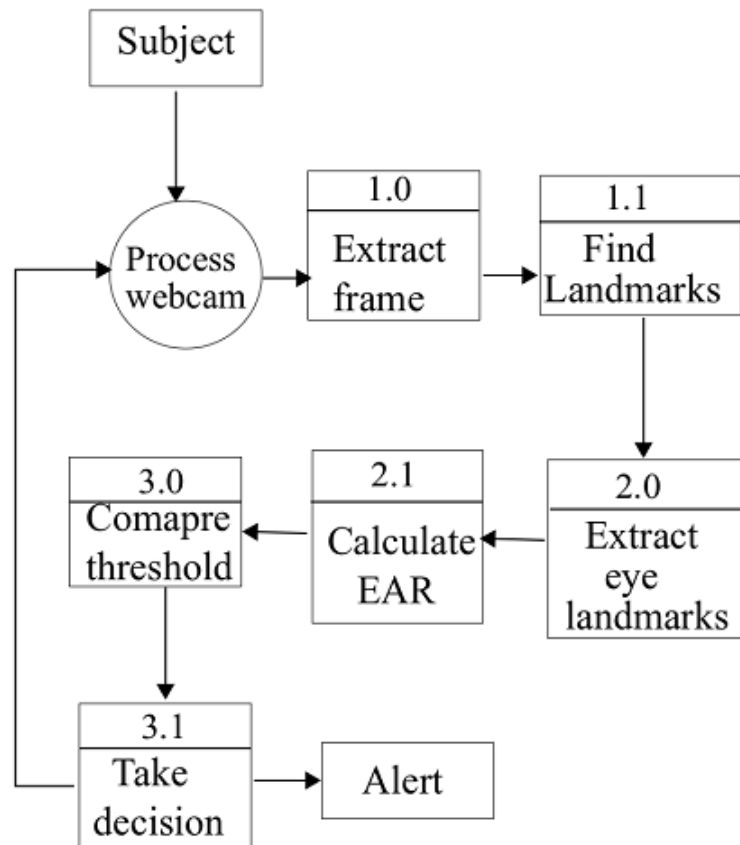 Subject
Process
webcam
1.0
Extract
frame
1.1
Find
Landmarks
2.0
Extract
eye
landmarks
2.1
Calculate
EAR
3.0
Comapre
threshold
3.1
Take
decision
Alert